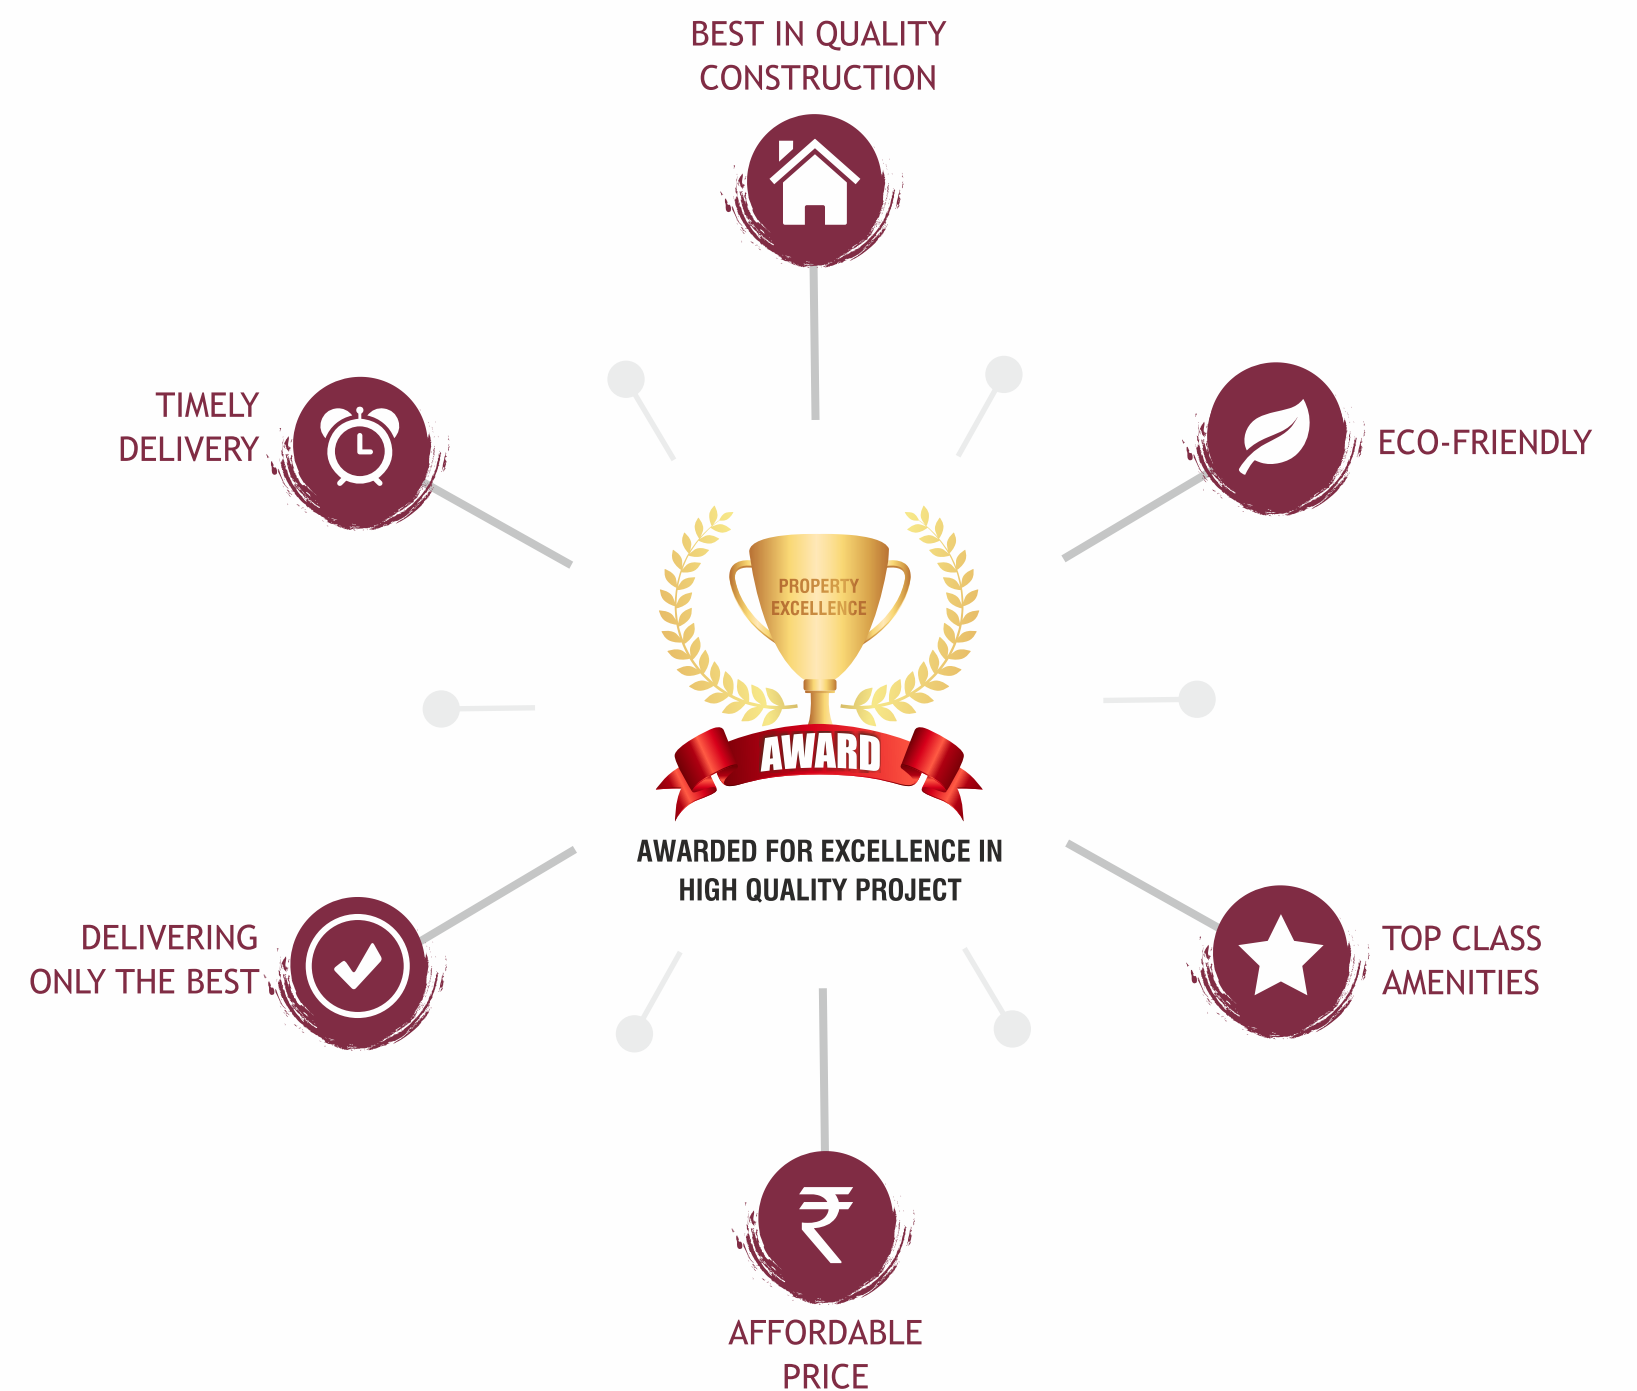 BEST IN QUALITY
CONSTRUCTION
TIMELY
DELIVERY
ECO-FRIENDLY
PROPERTY
EXCELLENCE
AWARD
AWARDED FOR EXCELLENCE IN
HIGH QUALITY PROJECT
DELIVERING
ONLY THE BEST
TOP CLASS
AMENITIES
₹
AFFORDABLE
PRICE